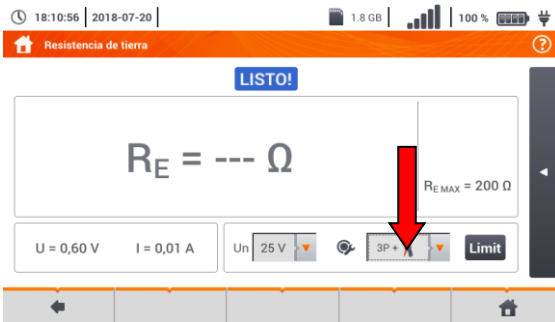 18:10:56 2018-07-20 1.8 GB 100 %
Resistencia de tierra ?
LISTO!
RE = --- Ω
RE MAX = 200 Ω
U = 0,60 V I = 0,01 A Un 25 V 3P + Limit